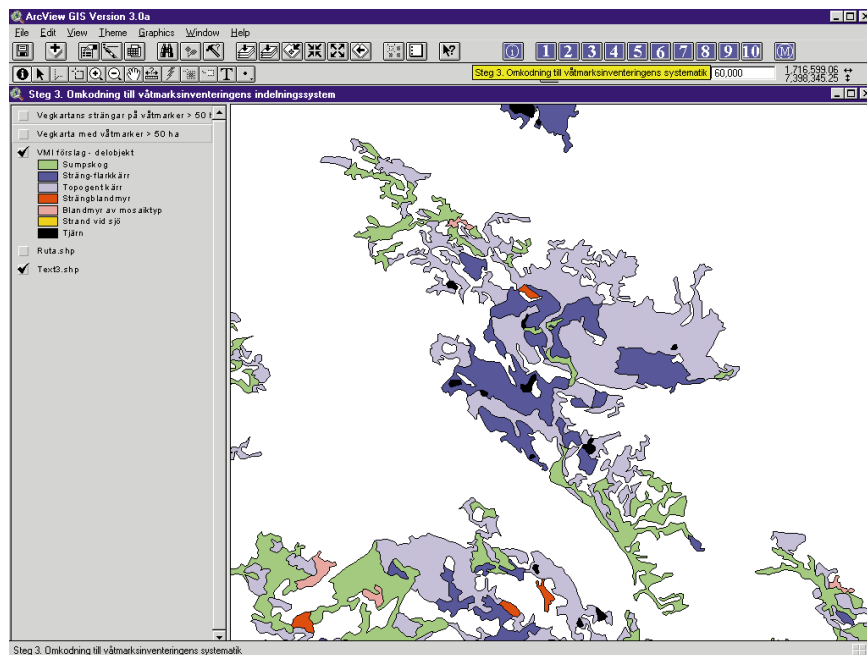 ArcView GIS Version 3.0a
File Edit View Theme Graphics Window Help
i 1 2 3 4 5 6 7 8 9 10 M
T
Steg 3. Omkodning till våtmarksinventeringens systematik 60,000 1,716,599.06
7,398,345.25
Steg 3. Omkodning till våtmarksinventeringens indelningssystem
Vegkartans strängar på våtmarker > 50 h
Vegkarta med våtmarker > 50 ha
VMI förslag - delobjekt
Sumpskog
Sträng-flarkkärr
Topogent kärr
Strängblandmyr
Blandmyr av mosaiktyp
Strand vid sjö
Tjärn
Ruta.shp
Text3.shp
Steg 3. Omkodning till våtmarksinventeringens systematik